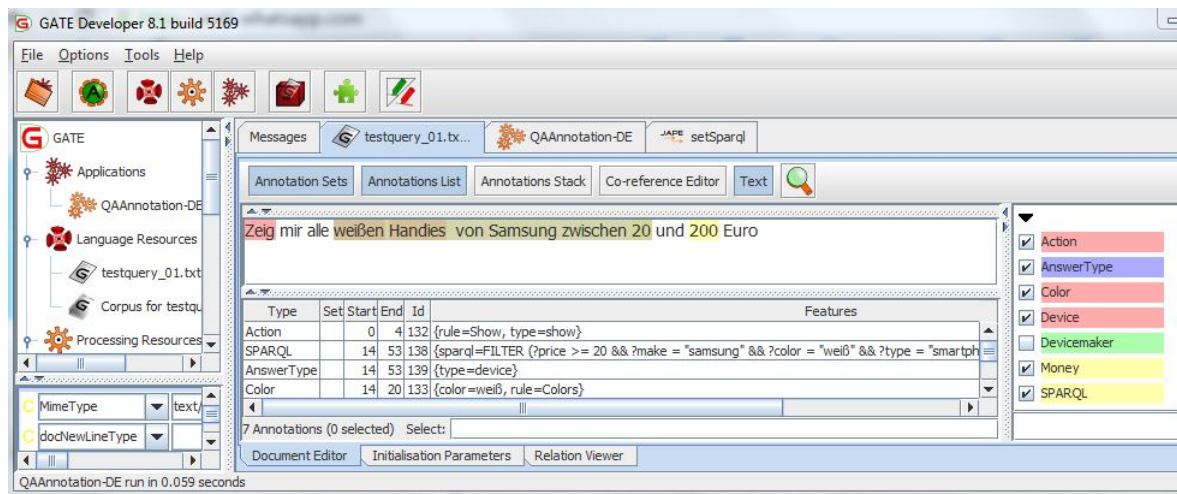 GATE Developer 8.1 build 5169
File Options Tools Help
GATE
Applications
QAAnnotation-DE
Language Resources
testquery_01.txt
Corpus for testqu
Processing Resources
MimeType text/
docNewLineType
Messages testquery_01.tx... QAAnnotation-DE JAPE setSparql
Annotation Sets Annotations List Annotations Stack Co-reference Editor Text
Zeig mir alle weißen Handies von Samsung zwischen 20 und 200 Euro
Type Set Start End Id Features
Action 0 4 132 {rule=Show, type=show}
SPARQL 14 53 138 {sparql=FILTER (?price >= 20 && ?make = "samsung" && ?color = "weiß" && ?type = "smartph
AnswerType 14 53 139 {type=device}
Color 14 20 133 {color=weiß, rule=Colors}
7 Annotations (0 selected) Select:
Document Editor Initialisation Parameters Relation Viewer
Action
AnswerType
Color
Device
Devicemaker
Money
SPARQL
QAAnnotation-DE run in 0.059 seconds